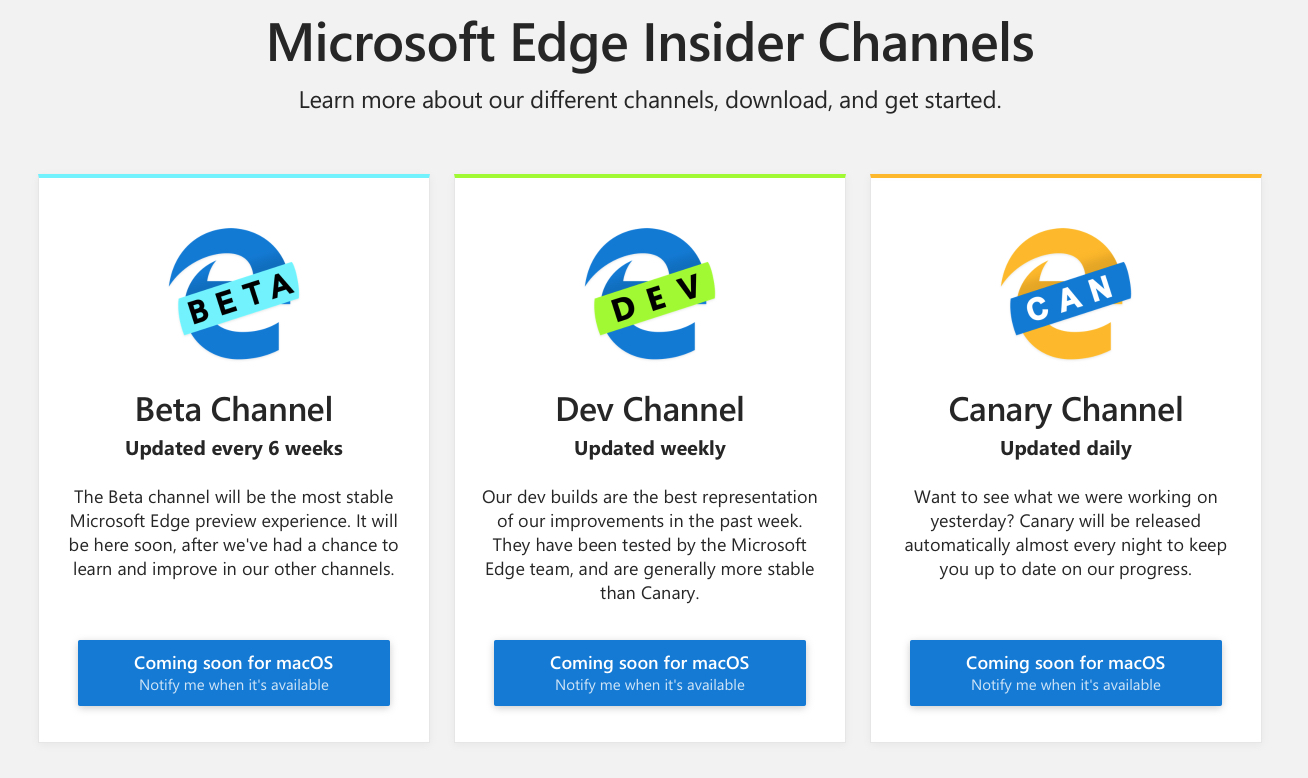 Microsoft Edge Insider Channels
Learn more about our different channels, download, and get started.
BETA
Beta Channel
Updated every 6 weeks
The Beta channel will be the most stable
Microsoft Edge preview experience. It will
be here soon, after we've had a chance to
learn and improve in our other channels.
Coming soon for macOS
Notify me when it's available
DEV
Dev Channel
Updated weekly
Our dev builds are the best representation
of our improvements in the past week.
They have been tested by the Microsoft
Edge team, and are generally more stable
than Canary.
Coming soon for macOS
Notify me when it's available
CAN
Canary Channel
Updated daily
Want to see what we were working on
yesterday? Canary will be released
automatically almost every night to keep
you up to date on our progress.
Coming soon for macOS
Notify me when it's available